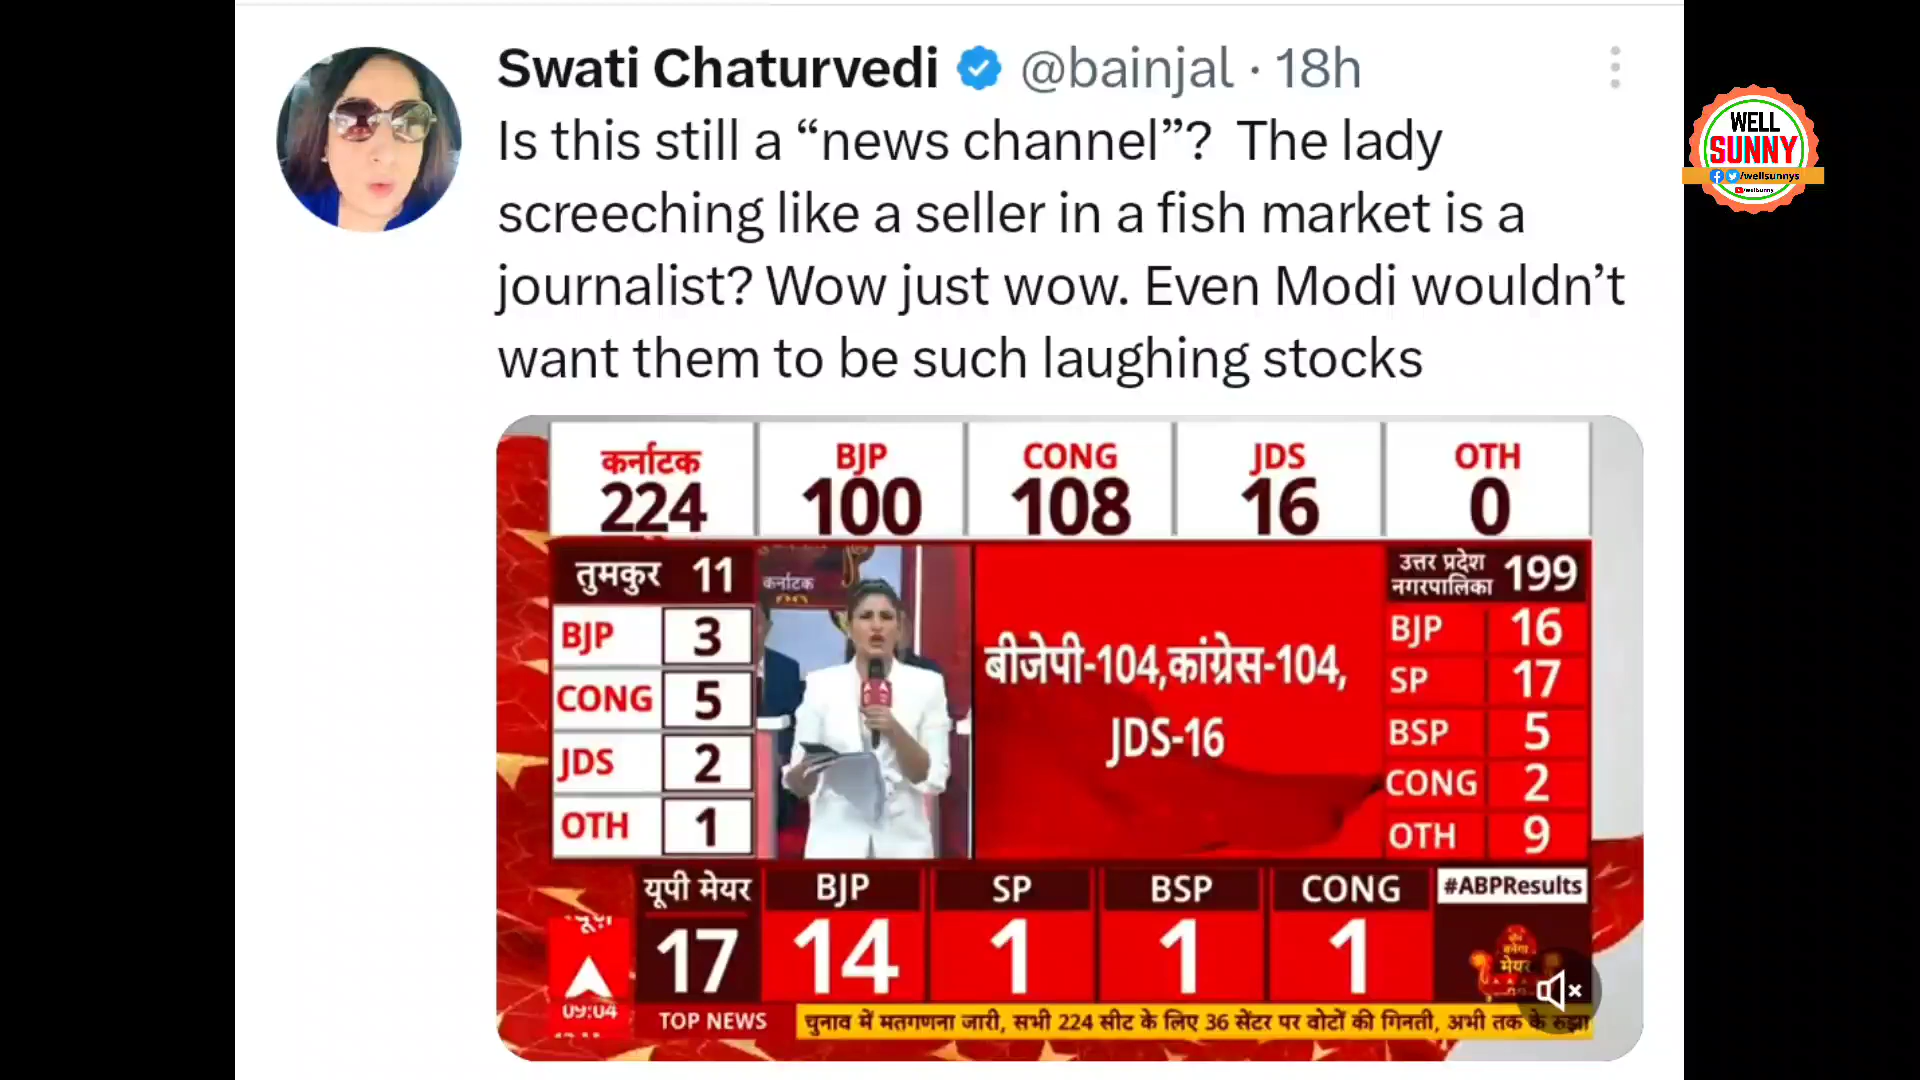 Swati Chaturvedi @bainjal · 18h
Is this still a “news channel”? The lady
screeching like a seller in a fish market is a
journalist? Wow just wow. Even Modi wouldn’t
want them to be such laughing stocks
WELL
SUNNY
/wellsunnys
/wellsunny
कर्नाटक BJP CONG JDS OTH
224 100 108 16 0
तुमकुर 11
BJP 3
CONG 5
JDS 2
OTH 1
कर्नाटक
बीजेपी-104,कांग्रेस-104,
JDS-16
उत्तर प्रदेश
नगरपालिका 199
BJP 16
SP 17
BSP 5
CONG 2
OTH 9
यूपी मेयर BJP SP BSP CONG #ABPResults
17 14 1 1 1
मेयर
09:04
TOP NEWS चुनाव में मतगणना जारी, सभी 224 सीट के लिए 36 सेंटर पर वोटों की गिनती, अभी तक के